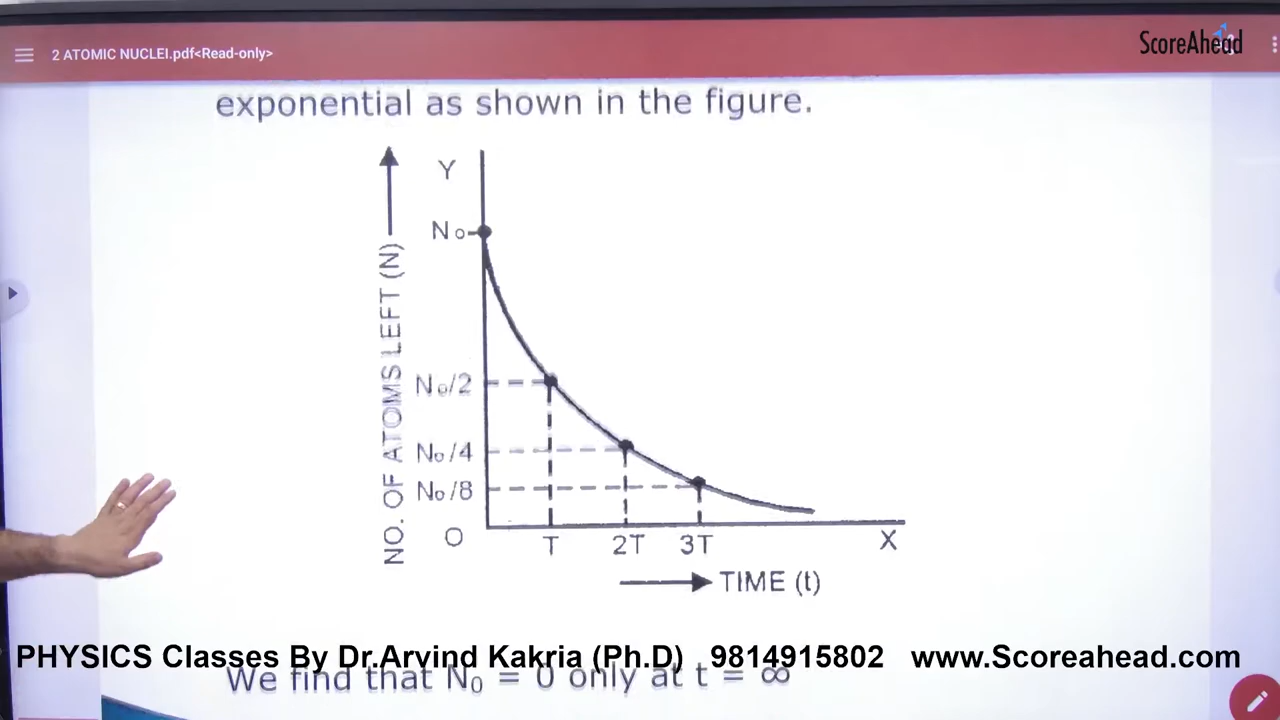 2 ATOMIC NUCLEI.pdf<Read-only>
ScoreAhead
exponential as shown in the figure.
Y
N₀
NO. OF ATOMS LEFT (N)
N₀/2
N₀/4
N₀/8
O
T
2T
3T
X
TIME (t)
PHYSICS Classes By Dr.Arvind Kakria (Ph.D) 9814915802 www.Scoreahead.com
We find that N₀ = 0 only at t = ∞